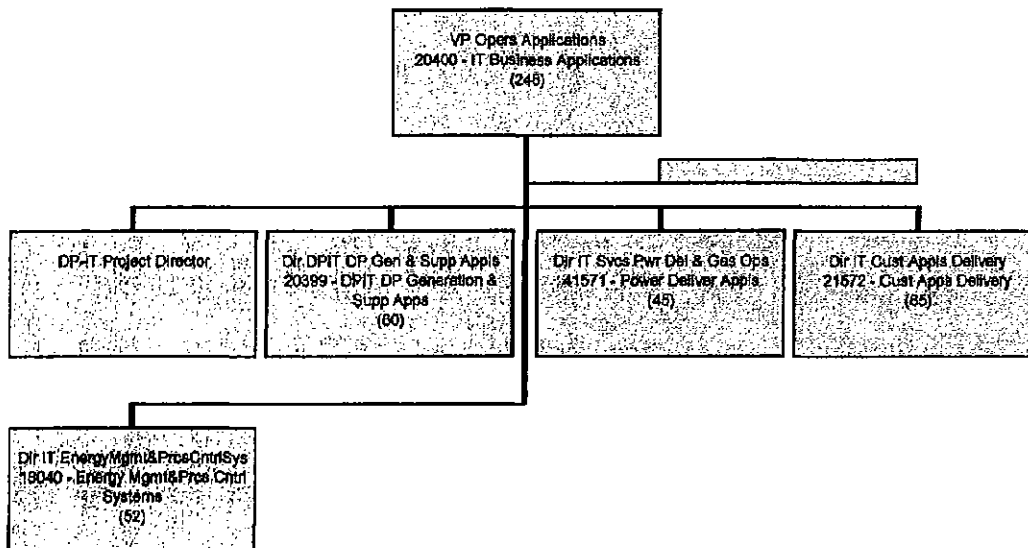 VP Opers Applications
20400 - IT Business Applications
(246)
DP-IT Project Director
Dir DPIT DP Gen & Supp Appls
20399 - DPIT DP Generation &
Supp Apps
(60)
Dir IT Svcs Pwr Del & Gas Ops
41571 - Power Deliver Appls
(45)
Dir IT Cust Appls Delivery
21572 - Cust Apps Delivery
(85)
Dir IT EnergyMgmt&PrcsCntrlSys
18040 - Energy Mgmt&Prcs Cntrl
Systems
(52)